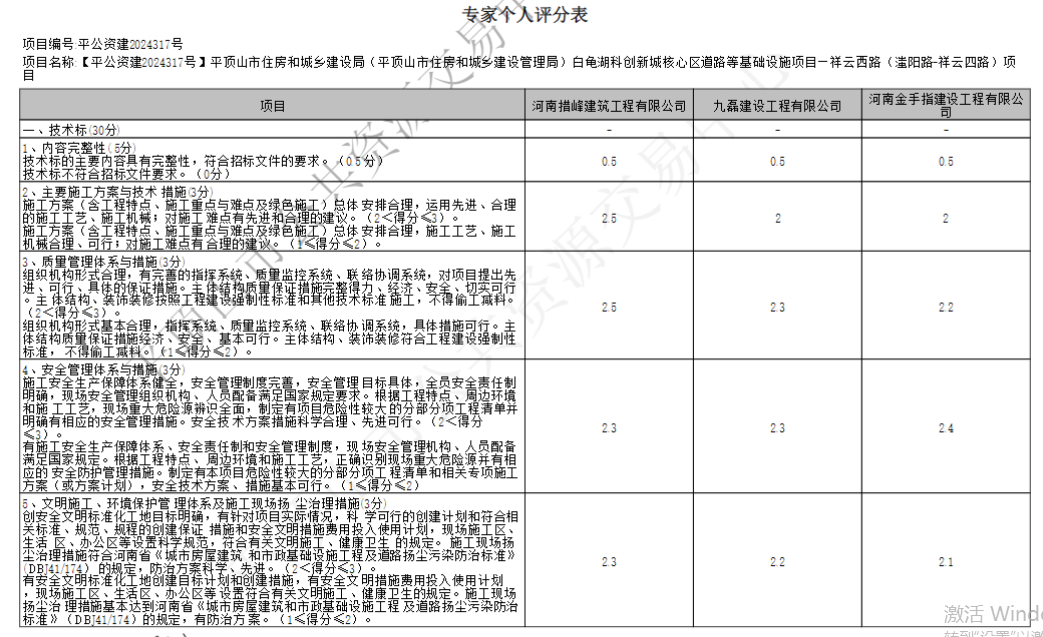 专家个人评分表
项目编号:平公资建2024317号
项目名称:【平公资建2024317号】平顶山市住房和城乡建设局（平顶山市住房和城乡建设管理局）白龟湖科创新城核心区道路等基础设施项目－祥云西路（滍阳路-祥云四路）项
目
项目 河南措峰建筑工程有限公司 九磊建设工程有限公司 河南金手指建设工程有限公
司
一、技术标(30分) - - -
1、内容完整性(5分)
技术标的主要内容具有完整性，符合招标文件的要求。（0.5分）
技术标不符合招标文件要求。（0分）
0.5 0.5 0.5
2、主要施工方案与技术 措施(3分)
施工方案（含工程特点、施工重点与难点及绿色施工）总体 安排合理，运用先进、合理
的施工工艺、施工机械；对施工 难点有先进和合理的建议。（2＜得分≤3）。
施工方案（含工程特点、施工重点与难点及绿色施工）总体 安排合理，施工工艺、施工
机械合理、可行；对施工难点有 合理的建议。（1≤得分≤2）。
2.5 2 2
3、质量管理体系与措施(3分)
组织机构形式合理，有完善的指挥系统、质量监控系统、联 络协调系统，对项目提出先
进、可行、具体的保证措施。主 体结构质量保证措施完整得力、经济、安全、切实可行
。主 体结构、装饰装修按照工程建设强制性标准和其他技术标准 施工，不得偷工减料。
（2＜得分≤3）。
组织机构形式基本合理，指挥系统、质量监控系统、联络协 调系统，具体措施可行。主
体结构质量保证措施经济、安全、基本可行。主体结构、装饰装修符合工程建设强制性
标准，不得偷工减料。（1≤得分≤2）。
2.5 2.3 2.2
4、安全管理体系与措施(3分)
施工安全生产保障体系健全，安全管理制度完善，安全管理 目标具体，全员安全责任制
明确，现场安全管理组织机构、人员配备满足国家规定要求。根据工程特点、周边环境
和施 工工艺，现场重大危险源辨识全面，制定有项目危险性较大 的分部分项工程清单并
明确有相应的安全管理措施。安全技 术方案措施科学合理、先进可行。（2＜得分
≤3）。
有施工安全生产保障体系、安全责任制和安全管理制度，现 场安全管理机构、人员配备
满足国家规定。根据工程特点、 周边环境和施工工艺，正确识别现场重大危险源并有相
应的 安全防护管理措施。制定有本项目危险性较大的分部分项工 程清单和相关专项施工
方案（或方案计划），安全技术方案、 措施基本可行。（1≤得分≤2）
2.3 2.3 2.4
5、文明施工、环境保护管 理体系及施工现场扬 尘治理措施(3分)
创安全文明标准化工地目标明确，有针对项目实际情况，科 学可行的创建计划和符合相
关标准、规范、规程的创建保证 措施和安全文明措施费用投入使用计划，现场施工区、
生活 区、办公区等设置科学规范，符合有关文明施工、健康卫生 的规定。施工现场扬
尘治理措施符合河南省《城市房屋建筑 和市政基础设施工程及道路扬尘污染防治标准》
(DBJ41/174) 的规定，防治方案科学、先进。（2＜得分≤3）。
有安全文明标准化工地创建目标计划和创建措施，有安全文 明措施费用投入使用计划
，现场施工区、生活区、办公区等 设置符合有关文明施工、健康卫生的规定。施工现场
扬尘治 理措施基本达到河南省《城市房屋建筑和市政基础设施工程 及道路扬尘污染防治
标准》（DBJ41/174）的规定，有防治方案。（1≤得分≤2）。
2.3 2.2 2.1
激活 Wind